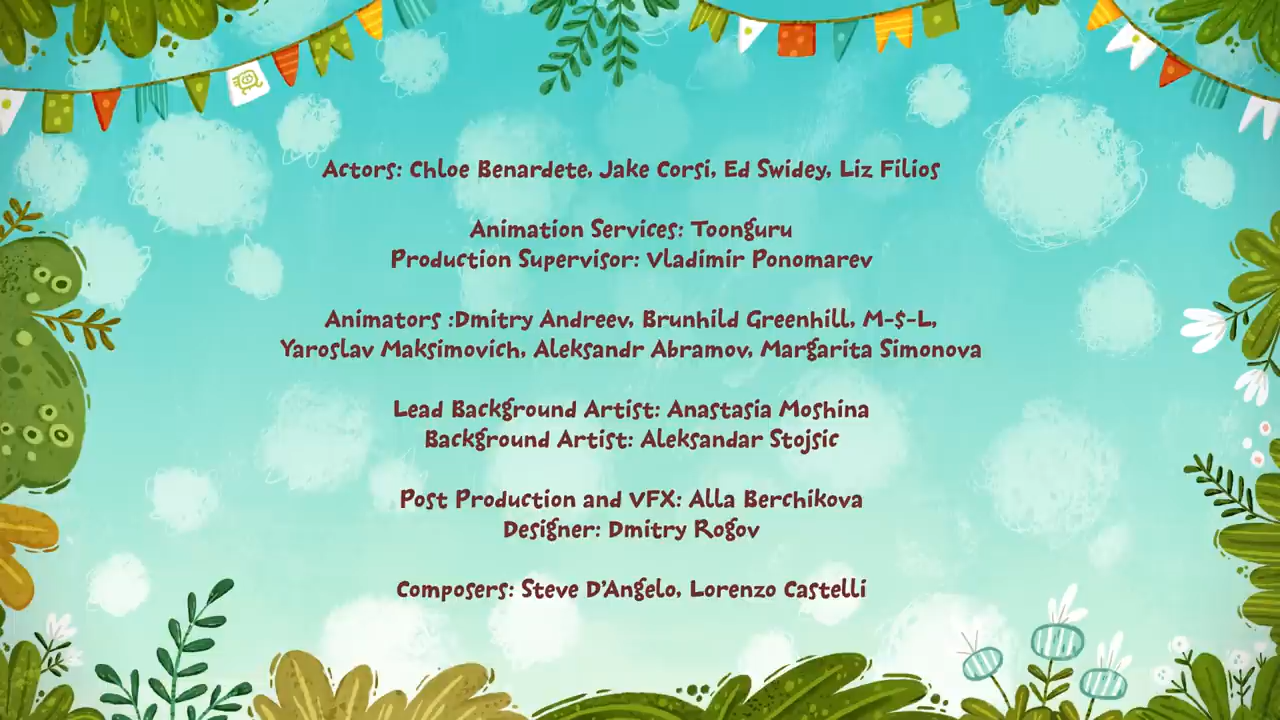 Actors: Chloe Benardete, Jake Corsi, Ed Swidey, Liz Filios
Animation Services: Toonguru
Production Supervisor: Vladimir Ponomarev
Animators :Dmitry Andreev, Brunhild Greenhill, M-$-L,
Yaroslav Maksimovich, Aleksandr Abramov, Margarita Simonova
Lead Background Artist: Anastasia Moshina
Background Artist: Aleksandar Stojsic
Post Production and VFX: Alla Berchikova
Designer: Dmitry Rogov
Composers: Steve D'Angelo, Lorenzo Castelli